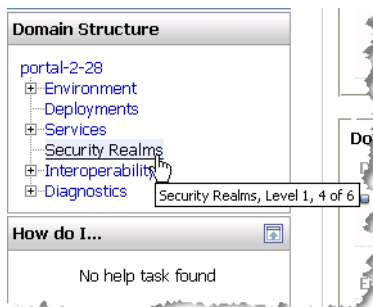 Domain Structure
portal-2-28
Environment
Deployments
Services
Security Realms
Interoperability
Diagnostics
Security Realms, Level 1, 4 of 6
How do I...
No help task found
Do